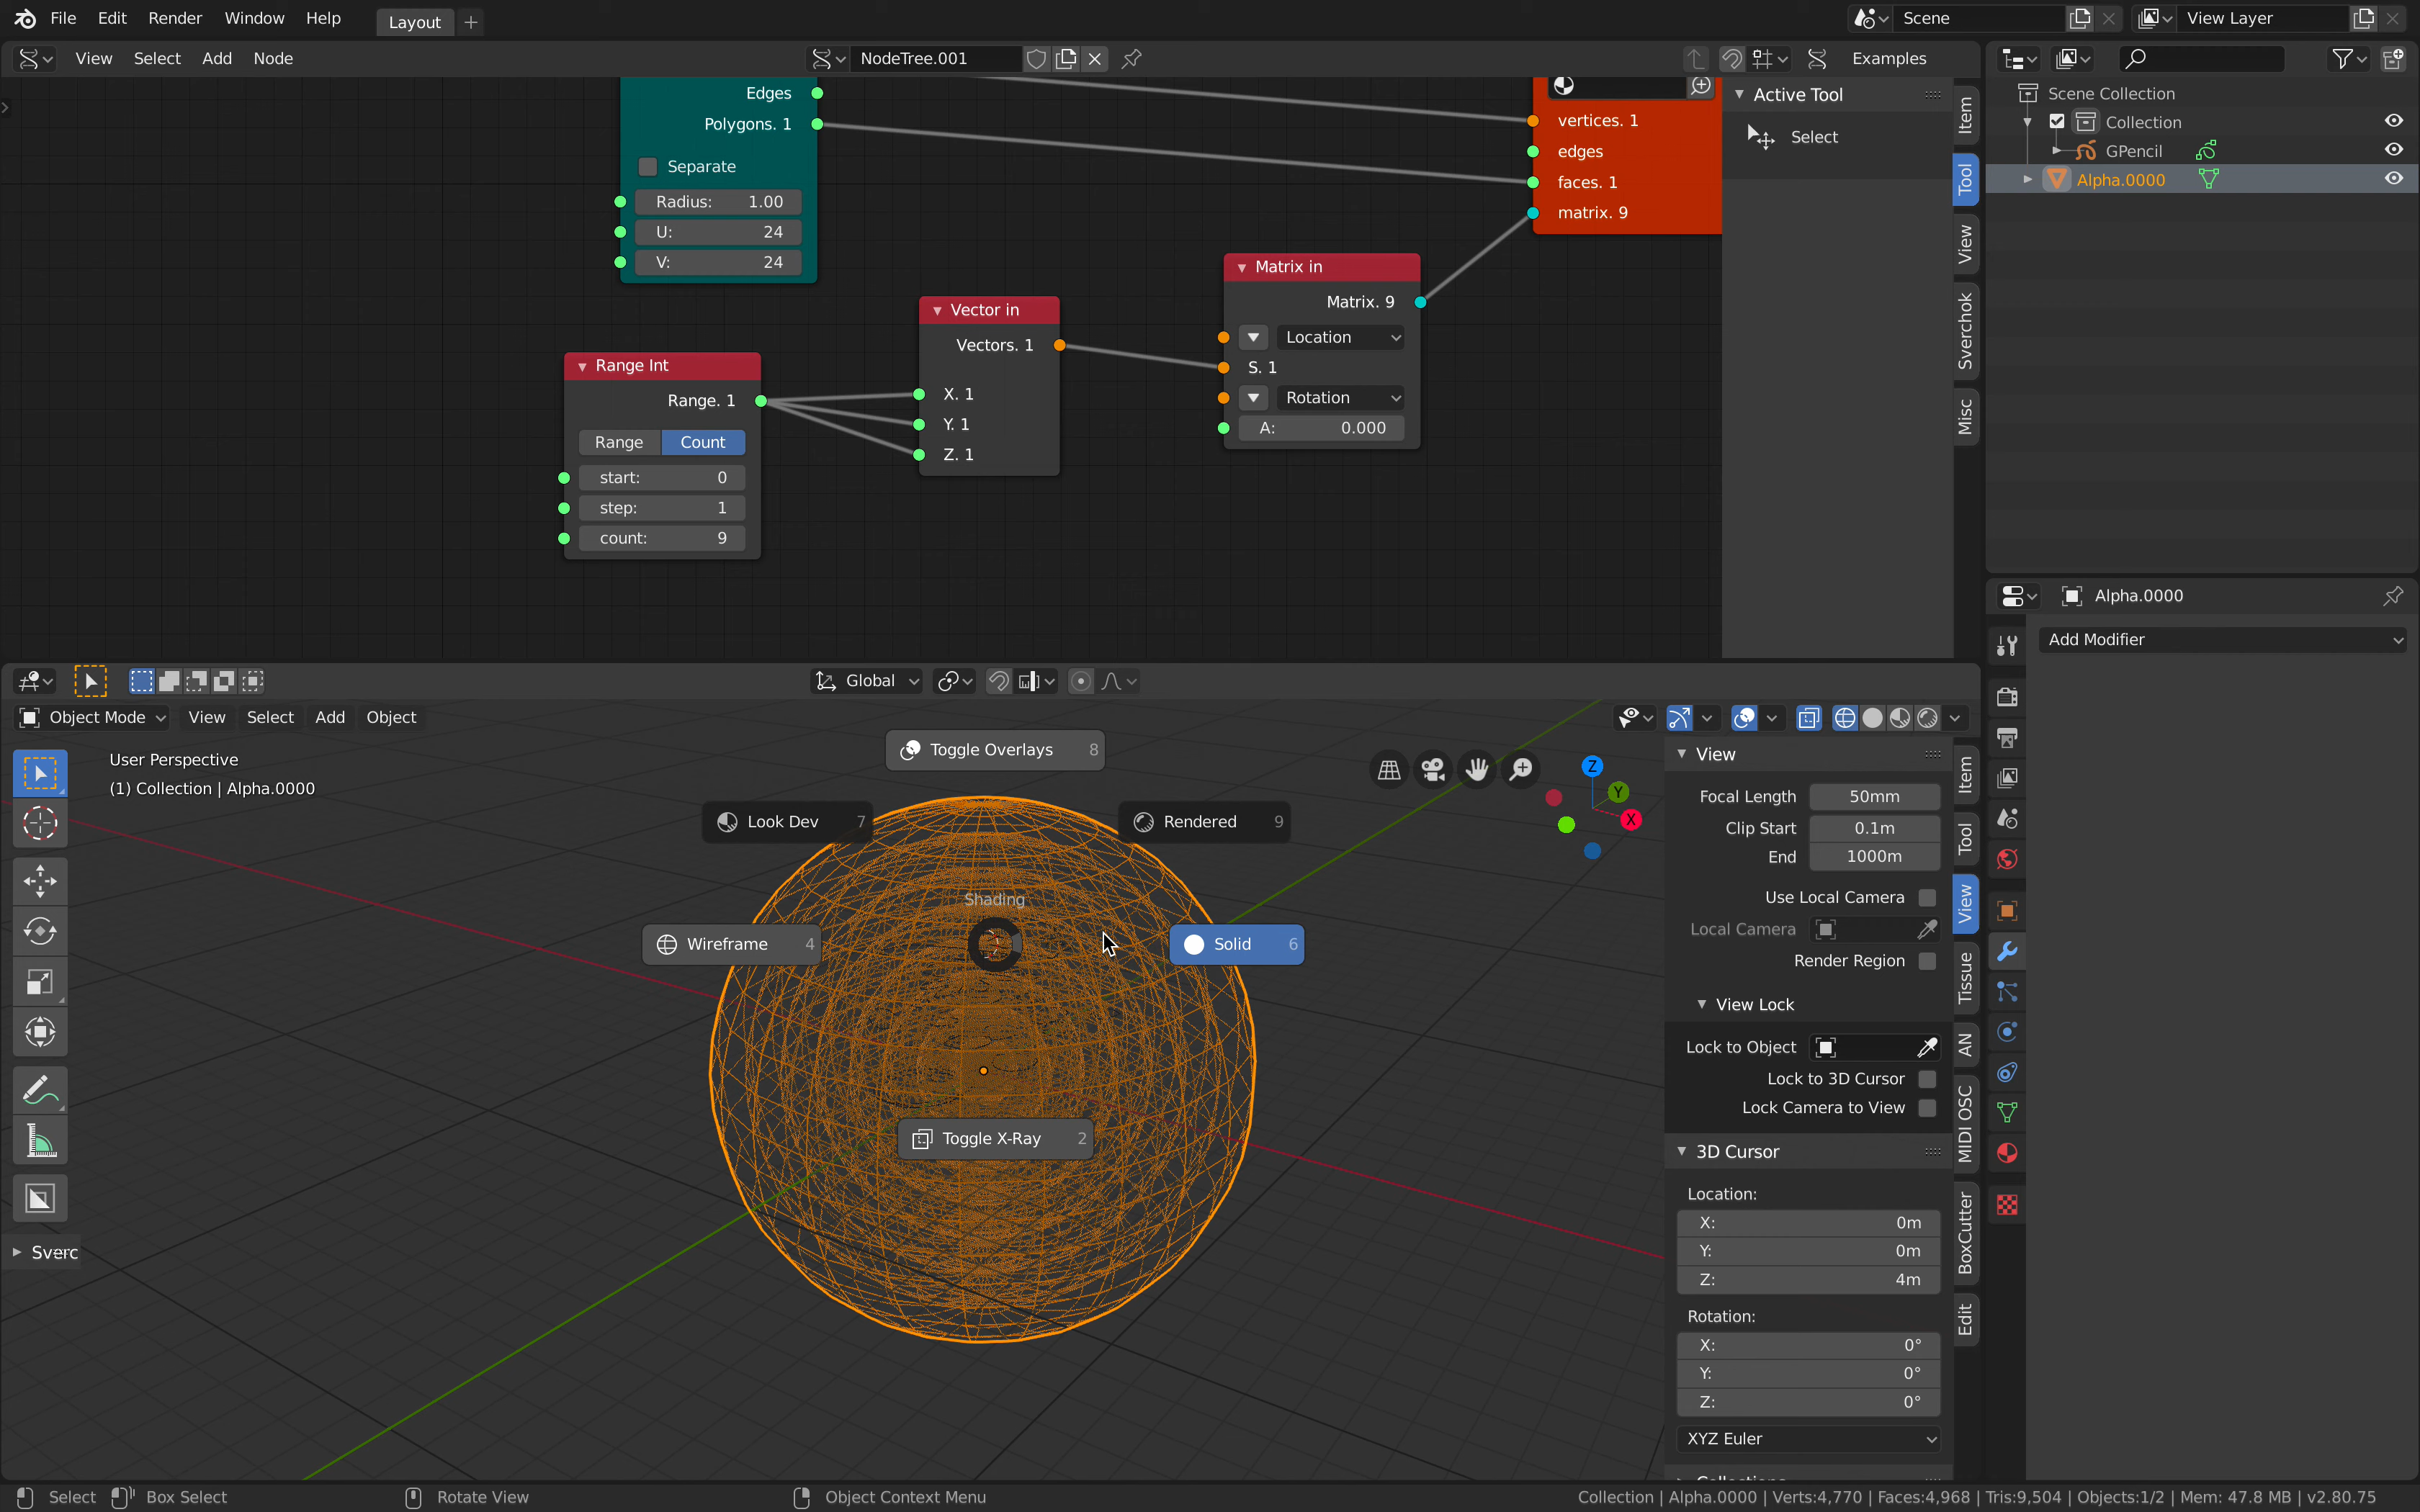 File Edit Render Window Help Layout + Scene View Layer
View Select Add Node NodeTree.001 Examples
Edges
Polygons. 1
Separate
Radius: 1.00
U: 24
V: 24
vertices. 1
edges
faces. 1
matrix. 9
Range Int
Range. 1
Range Count
start: 0
step: 1
count: 9
Vector in
Vectors. 1
X. 1
Y. 1
Z. 1
Matrix in
Matrix. 9
Location
S. 1
Rotation
A: 0.000
Active Tool
Select
Item
Tool
View
Sverchok
Misc
Scene Collection
Collection
GPencil
Alpha.0000
Alpha.0000
Add Modifier
Global
Object Mode View Select Add Object
User Perspective
(1) Collection | Alpha.0000
Toggle Overlays 8
Look Dev 7
Rendered 9
Shading
Wireframe 4
Solid 6
Toggle X-Ray 2
Z
Y
X
Sverc
View
Focal Length 50mm
Clip Start 0.1m
End 1000m
Use Local Camera
Local Camera
Render Region
View Lock
Lock to Object
Lock to 3D Cursor
Lock Camera to View
3D Cursor
Location:
X: 0m
Y: 0m
Z: 4m
Rotation:
X: 0°
Y: 0°
Z: 0°
XYZ Euler
Item
Tool
View
Tissue
AN
MIDI OSC
BoxCutter
Edit
Select Box Select Rotate View Object Context Menu
Collection | Alpha.0000 | Verts:4,770 | Faces:4,968 | Tris:9,504 | Objects:1/2 | Mem: 47.8 MB | v2.80.75